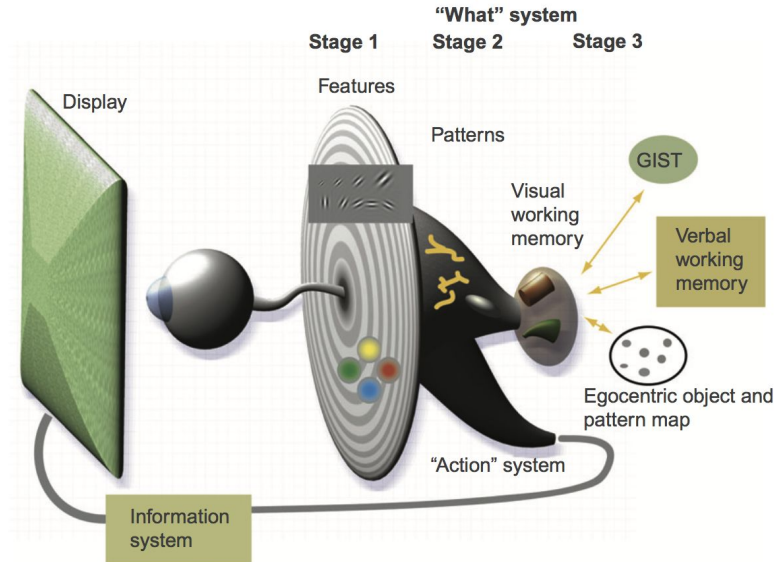 “What” system
Stage 1
Stage 2
Stage 3
Display
Features
Patterns
GIST
Visual
working
memory
Verbal
working
memory
Egocentric object and
pattern map
“Action” system
Information
system